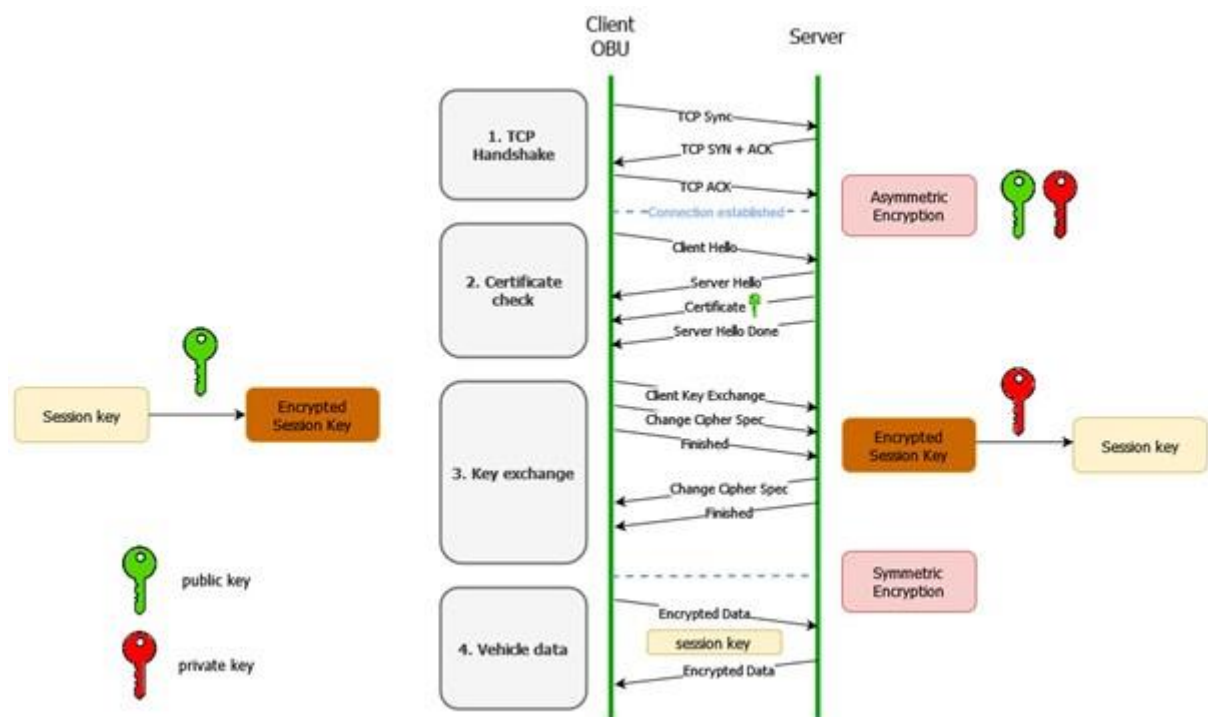 Client
OBU
Server
1. TCP
Handshake
TCP Sync
TCP SYN + ACK
TCP ACK
Connection established
Asymmetric
Encryption
2. Certificate
check
Client Hello
Server Hello
Certificate
Server Hello Done
Session key
Encrypted
Session Key
3. Key exchange
Client Key Exchange
Change Cipher Spec
Finished
Change Cipher Spec
Finished
Encrypted
Session Key
Session key
public key
private key
Symmetric
Encryption
4. Vehicle data
Encrypted Data
session key
Encrypted Data